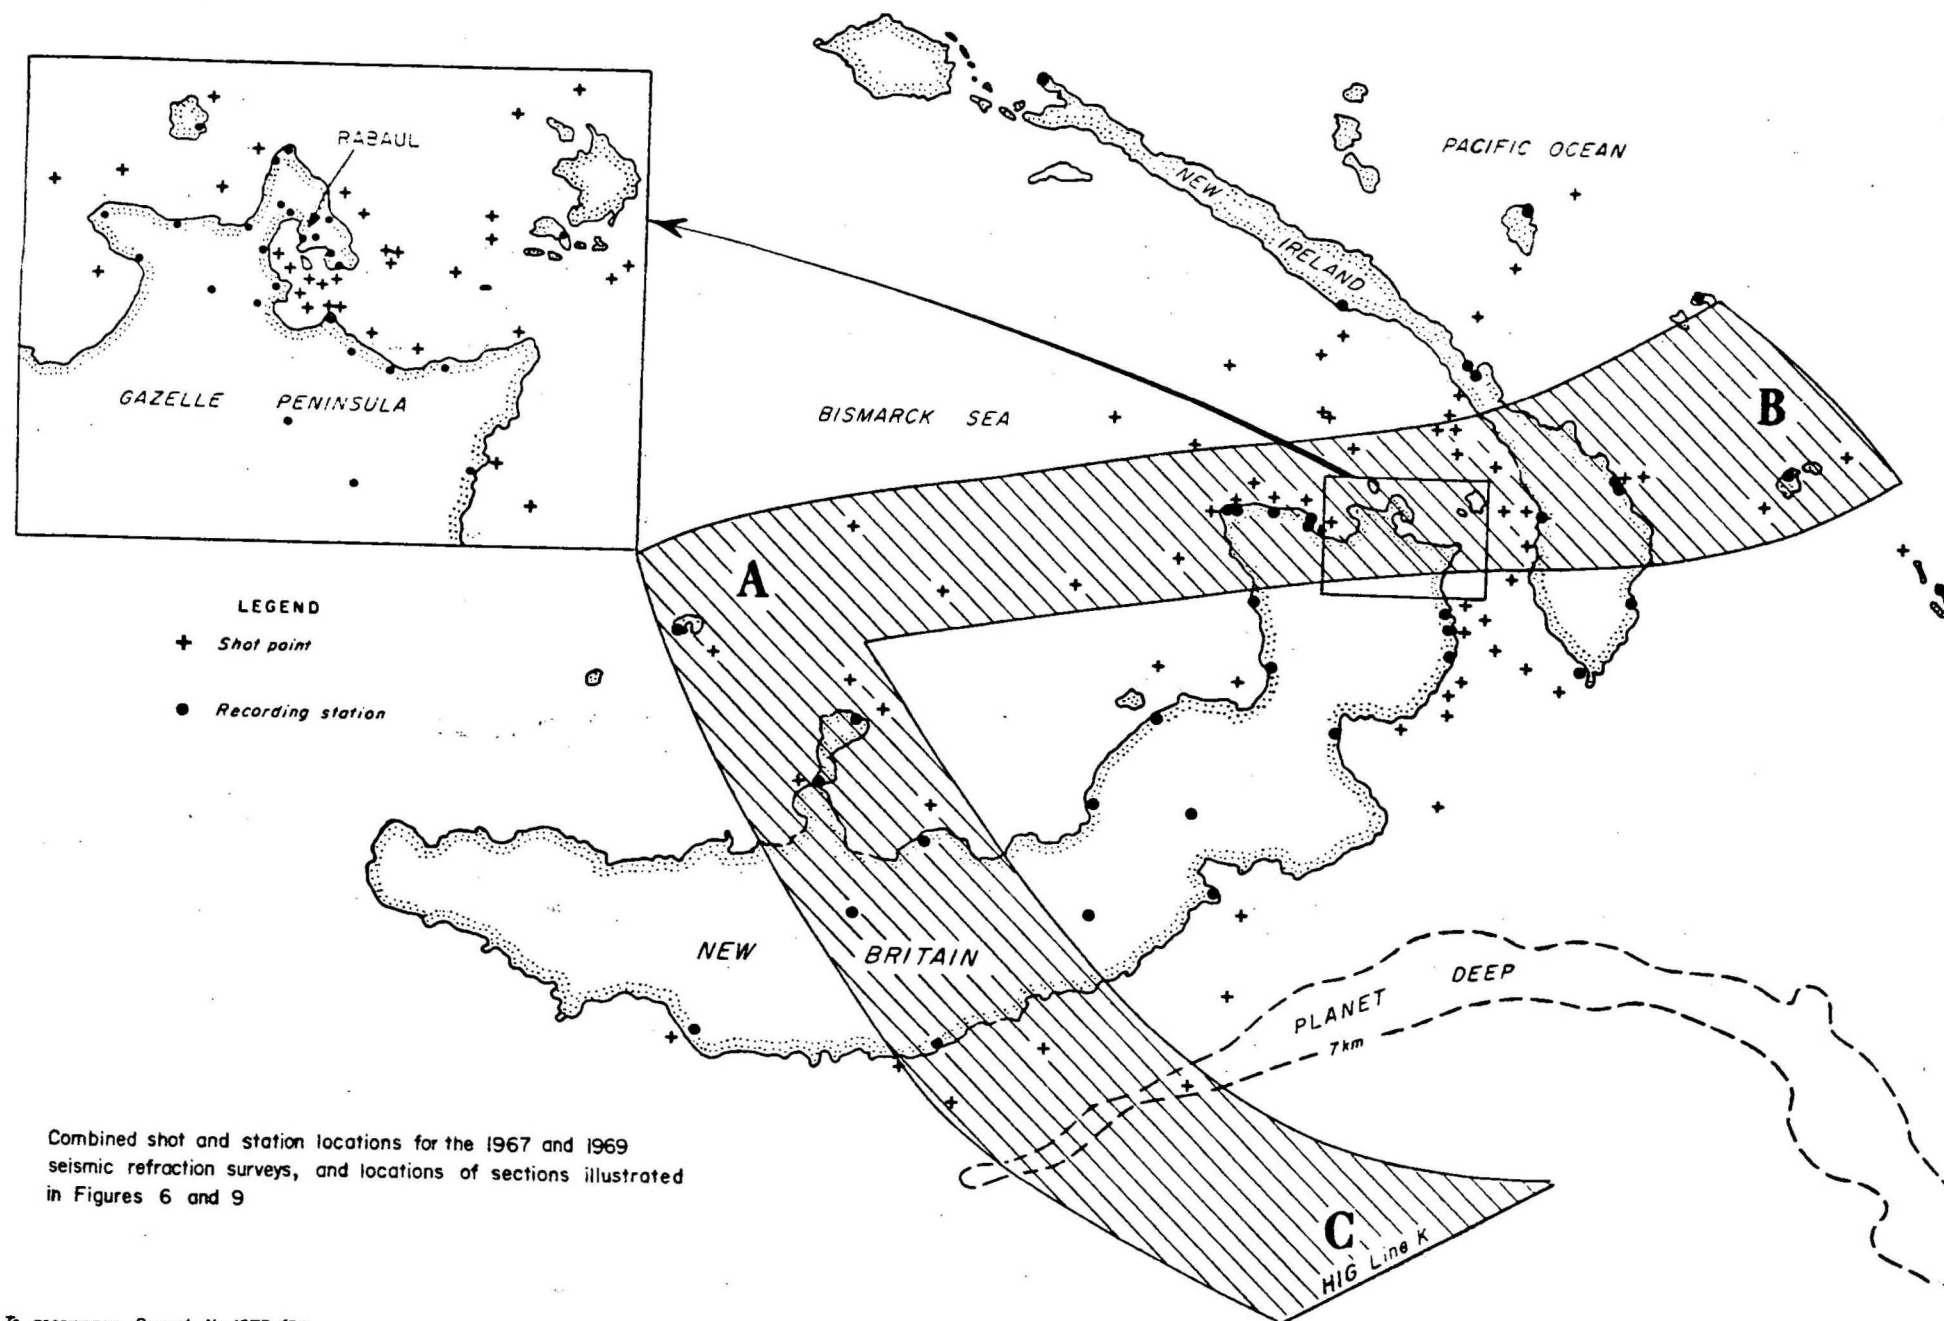 PACIFIC OCEAN
RABAUL
NEW
IRELAND
GAZELLE PENINSULA
BISMARCK SEA
B
A
LEGEND
+ Shot point
● Recording station
NEW BRITAIN
PLANET DEEP
7km
Combined shot and station locations for the 1967 and 1969
seismic refraction surveys, and locations of sections illustrated
in Figures 6 and 9
C
HIG Line K